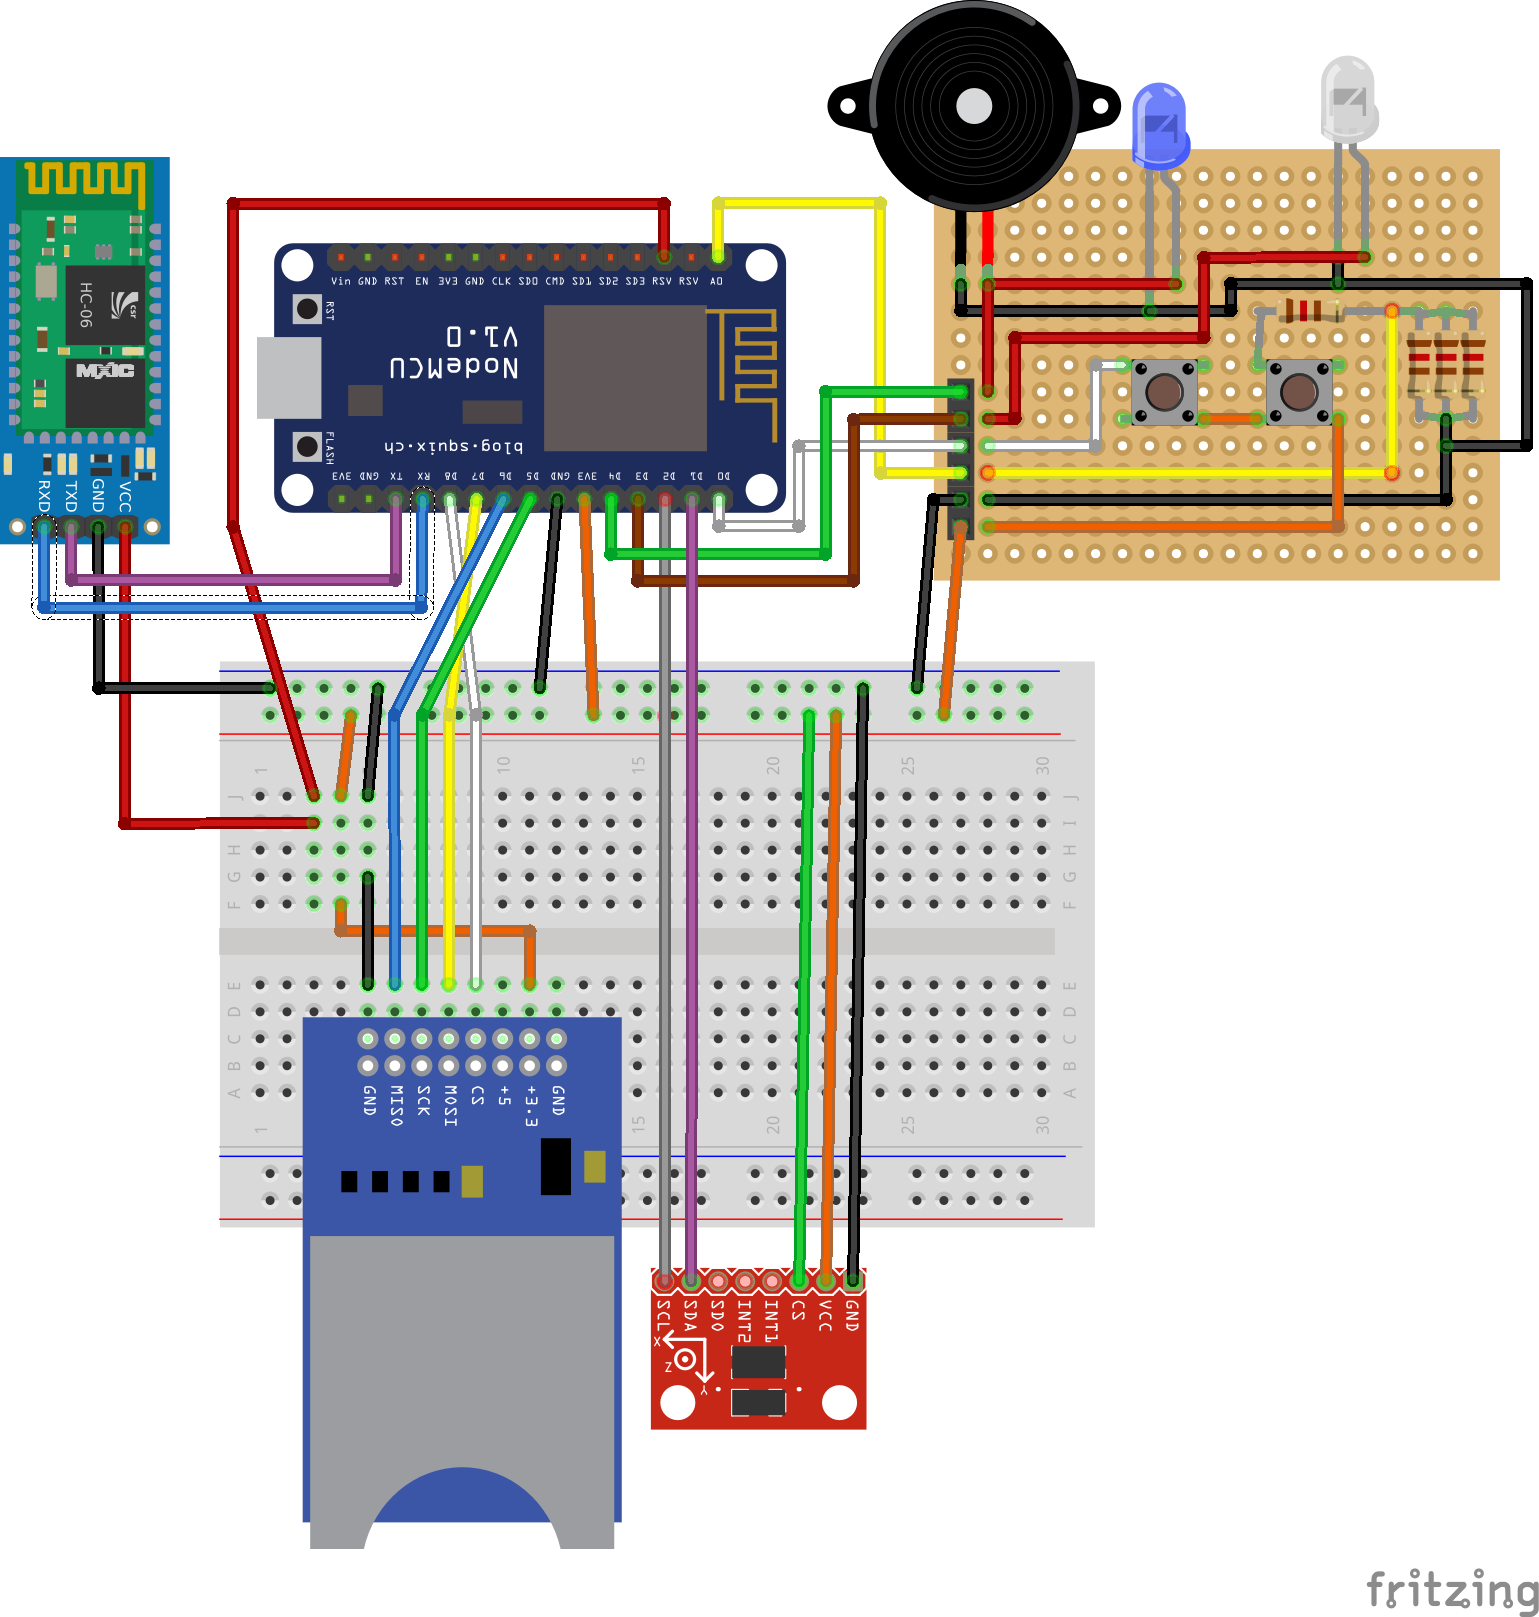 HC-06
csr
MXIC
RXD TXD GND VCC
Vin GND RST EN 3V3 GND CLK SD0 CMD SD1 SD2 SD3 RSV RSV A0
RST
NodeMCU
V1.0
FLASH
blog.squix.ch
3V3 GND TX RX D8 D7 D6 D5 GND 3V3 D4 D3 D2 D1 D0
1 10 15 20 25 30
J J
I I
H H
G G
F F
E E
D D
C C
B B
A A
1 15 20 25 30
GND MISO SCK MOSI CS +5 +3.3 GND
SCL SDA SDO INT2 INT1 CS VCC GND
X
Z
Y
fritzing